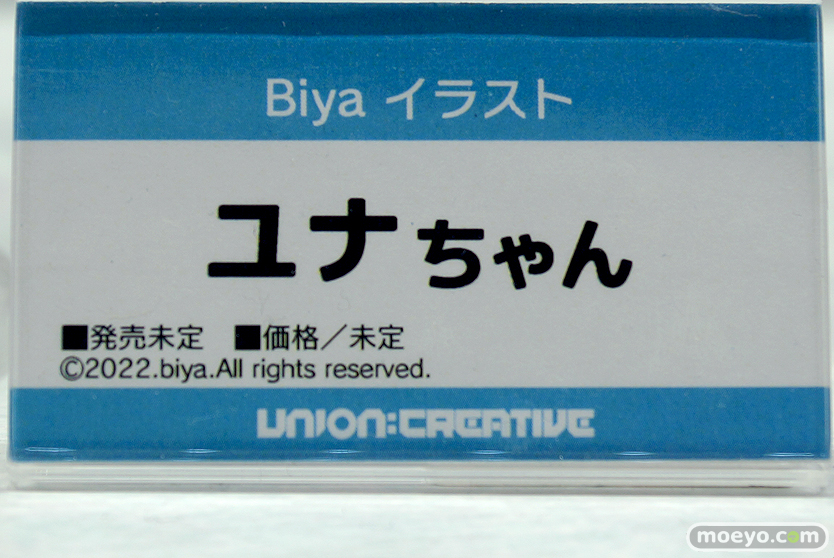 Biya イラスト
ユナちゃん
■発売未定　■価格／未定
©2022.biya.All rights reserved.
UNION:CREATIVE
moeyo.com